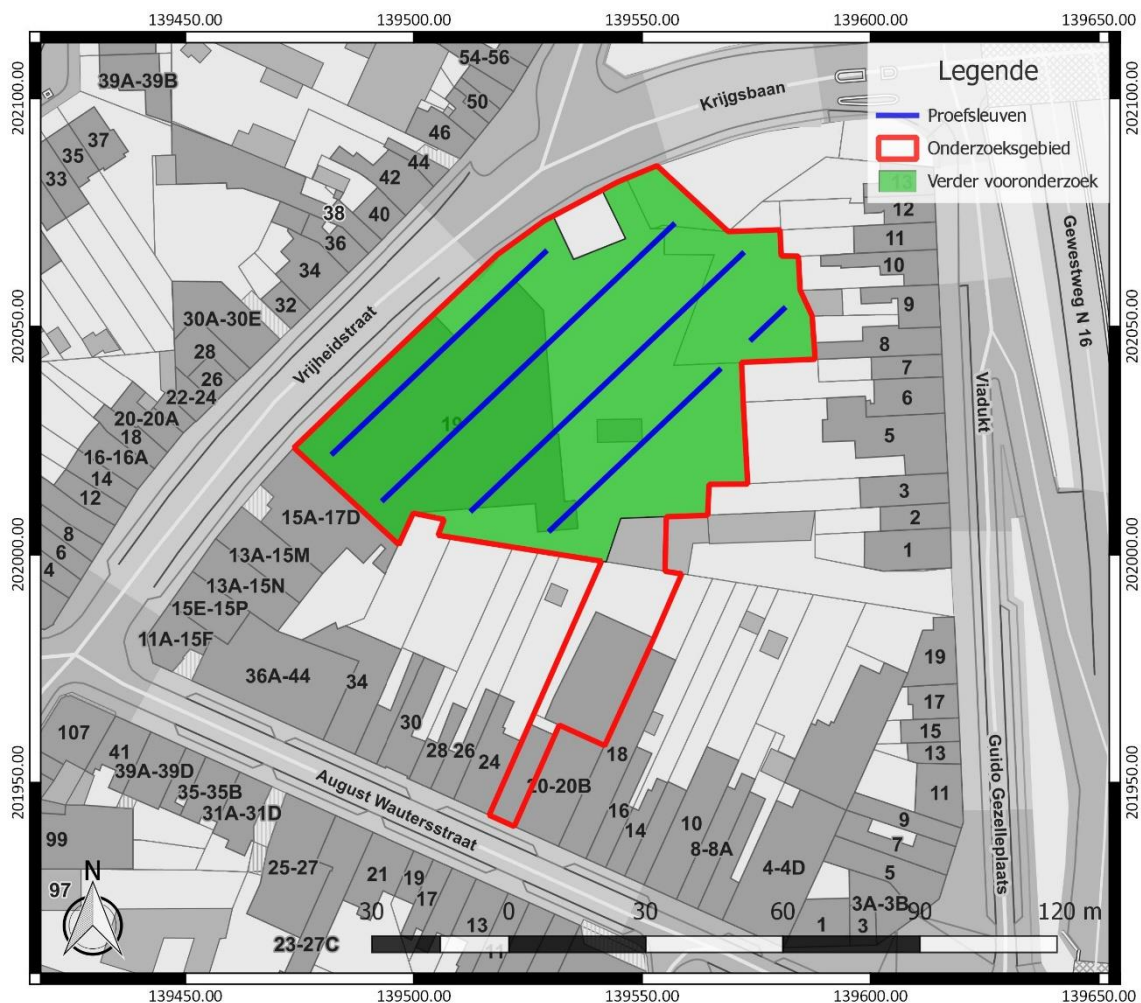 139450.00
139500.00
139550.00
139600.00
139650.00
202100.00
202050.00
202000.00
201950.00
202100.00
202050.00
202000.00
201950.00
Legende
Proefsleuven
Onderzoeksgebied
Verder vooronderzoek
Krijgsbaan
Vrijheidstraat
Gewestweg N 16
Viadukt
Guido Gezelleplaats
August Wautersstraat
39A-39B
54-56
50
46
44
42
40
38
36
34
32
37
35
33
30A-30E
28
26
22-24
20-20A
18
16-16A
14
12
8
6
4
13
12
11
10
9
8
7
6
5
3
2
1
19
15A-17D
13A-15M
13A-15N
15E-15P
11A-15F
36A-44
34
30
28
26
24
20-20B
18
16
14
10
8-8A
4-4D
19
17
15
13
11
9
7
5
3A-3B
3
1
107
41
39A-39D
35-35B
31A-31D
99
97
25-27
23-27C
21
19
17
13
11
N
30
0
30
60
90
120 m
139450.00
139500.00
139550.00
139600.00
139650.00